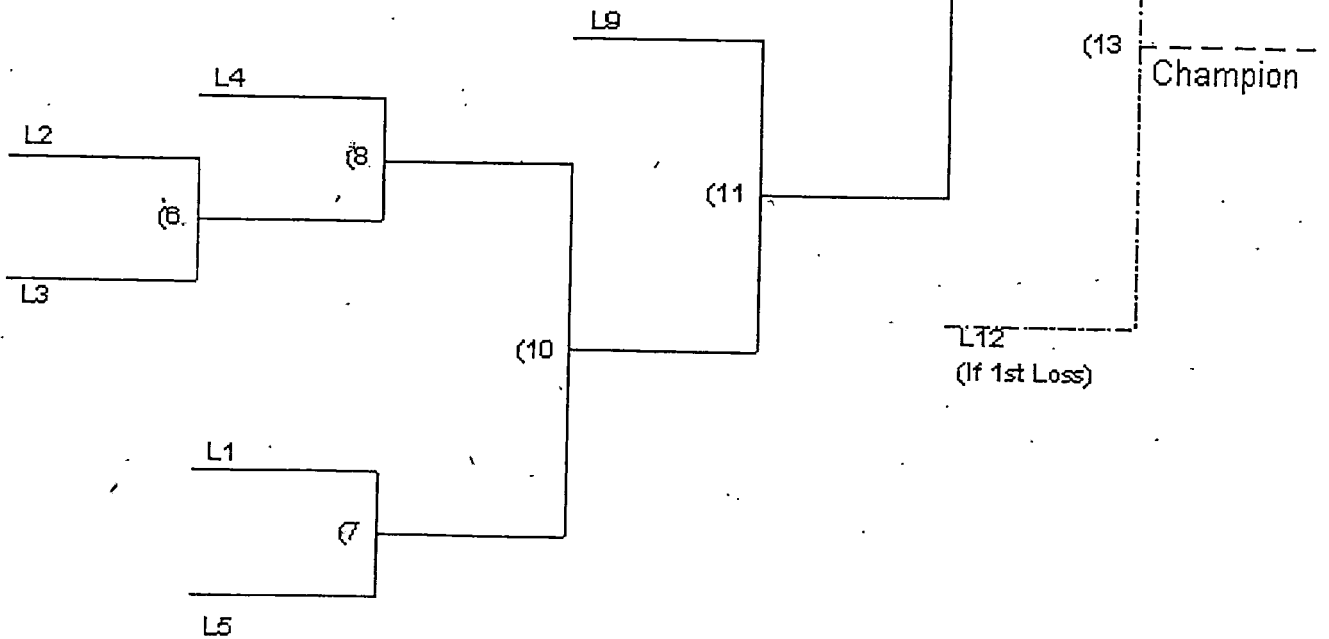 L9
(13
Champion
L4
L2
(8.
(11
(6.
L3
L12
(If 1st Loss)
(10
L1
(7
L5